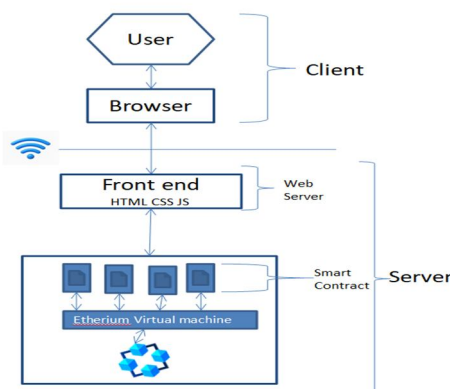 User
Client
Browser
Front end
HTML CSS JS
Web
Server
Smart
Contract
Server
Etherium Virtual machine